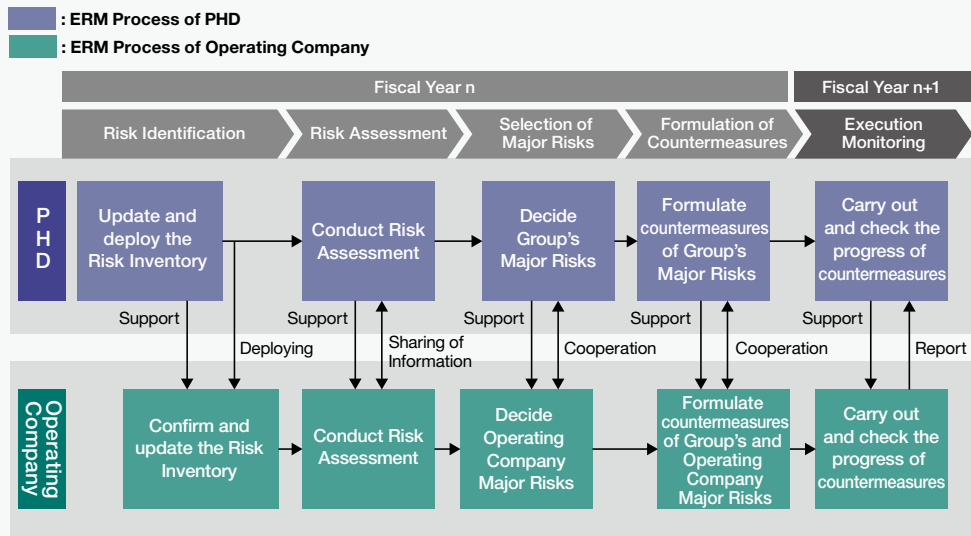 : ERM Process of PHD
: ERM Process of Operating Company
Fiscal Year n
Fiscal Year n+1
Risk Identification
Risk Assessment
Selection of
Major Risks
Formulation of
Countermeasures
Execution
Monitoring
PHD
Update and
deploy the
Risk Inventory
Conduct Risk
Assessment
Decide
Group's
Major Risks
Formulate
countermeasures
of Group's
Major Risks
Carry out
and check the
progress of
countermeasures
Support
Deploying
Support
Sharing of
Information
Support
Cooperation
Support
Cooperation
Support
Report
Operating
Company
Confirm and
update the Risk
Inventory
Conduct Risk
Assessment
Decide
Operating
Company
Major Risks
Formulate
countermeasures
of Group's and
Operating
Company
Major Risks
Carry out
and check the
progress of
countermeasures